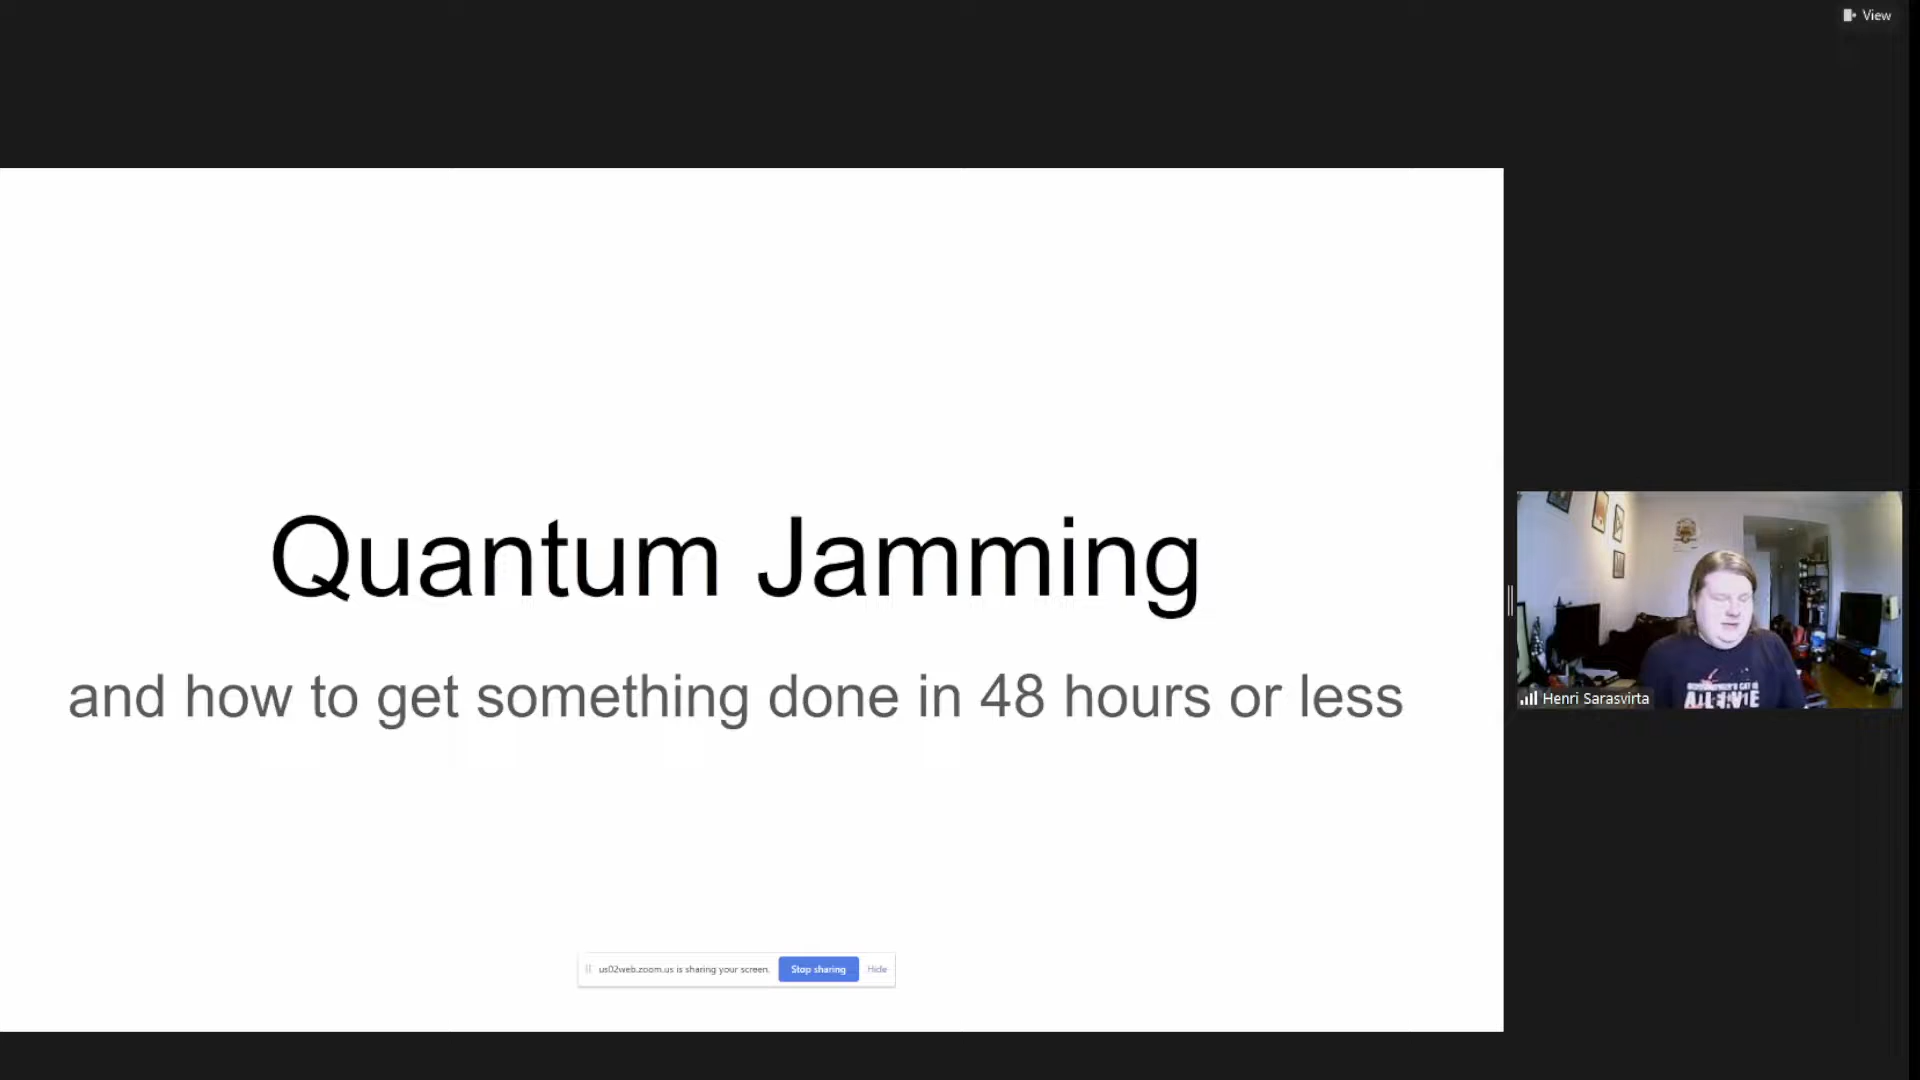 View
Quantum Jamming
and how to get something done in 48 hours or less
us02web.zoom.us is sharing your screen. Stop sharing Hide
Henri Sarasvirta